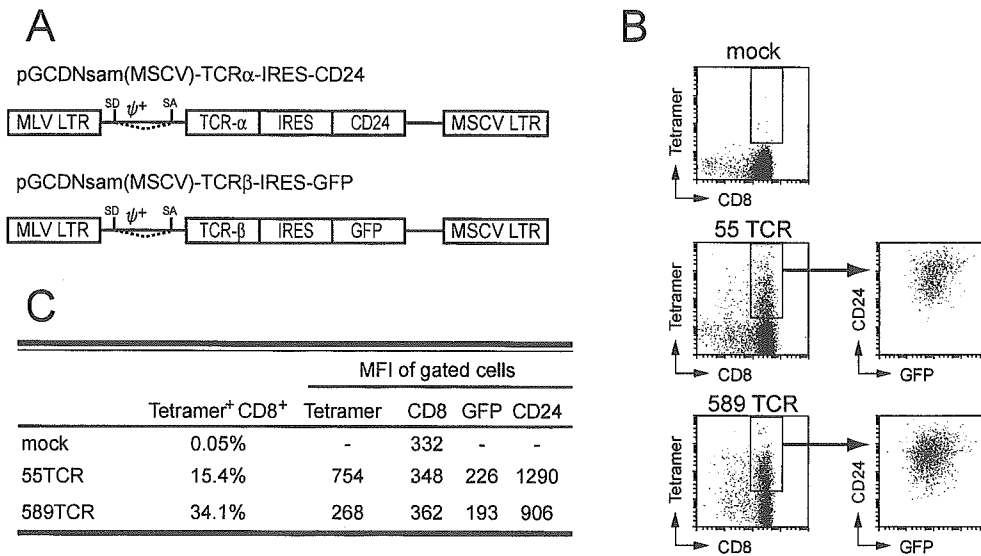 A
pGCDNsam(MSCV)-TCRα-IRES-CD24
SD ψ+ SA
MLV LTR TCR-α IRES CD24 MSCV LTR
pGCDNsam(MSCV)-TCRβ-IRES-GFP
SD ψ+ SA
MLV LTR TCR-β IRES GFP MSCV LTR
B
mock
Tetramer
CD8
55 TCR
Tetramer
CD8
CD24
GFP
589 TCR
Tetramer
CD8
CD24
GFP
C
MFI of gated cells
Tetramer+ CD8+ Tetramer CD8 GFP CD24
mock 0.05% - 332 - -
55TCR 15.4% 754 348 226 1290
589TCR 34.1% 268 362 193 906